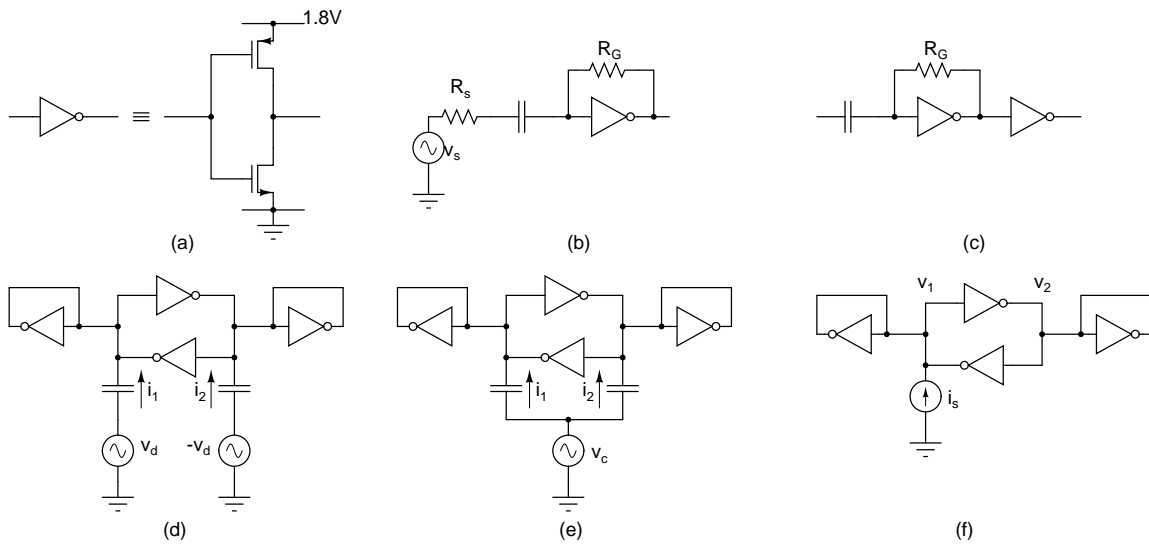 1.8V
R_G
R_s
v_s
R_G
(a)
(b)
(c)
i_1
i_2
v_d
-v_d
i_1
i_2
v_c
v_1
v_2
i_s
(d)
(e)
(f)